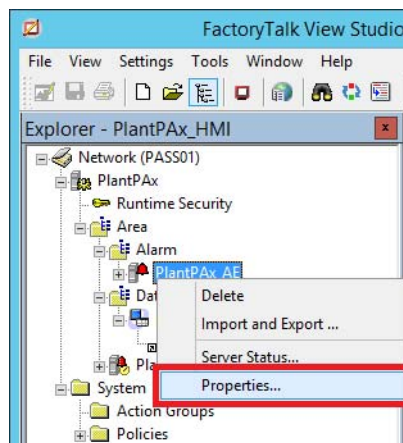 FactoryTalk View Studio
File View Settings Tools Window Help
Explorer - PlantPAx_HMI
Network (PASS01)
PlantPAx
Runtime Security
Area
Alarm
PlantPAx_AE
Delete
Import and Export ...
Server Status...
Properties...
System
Action Groups
Policies